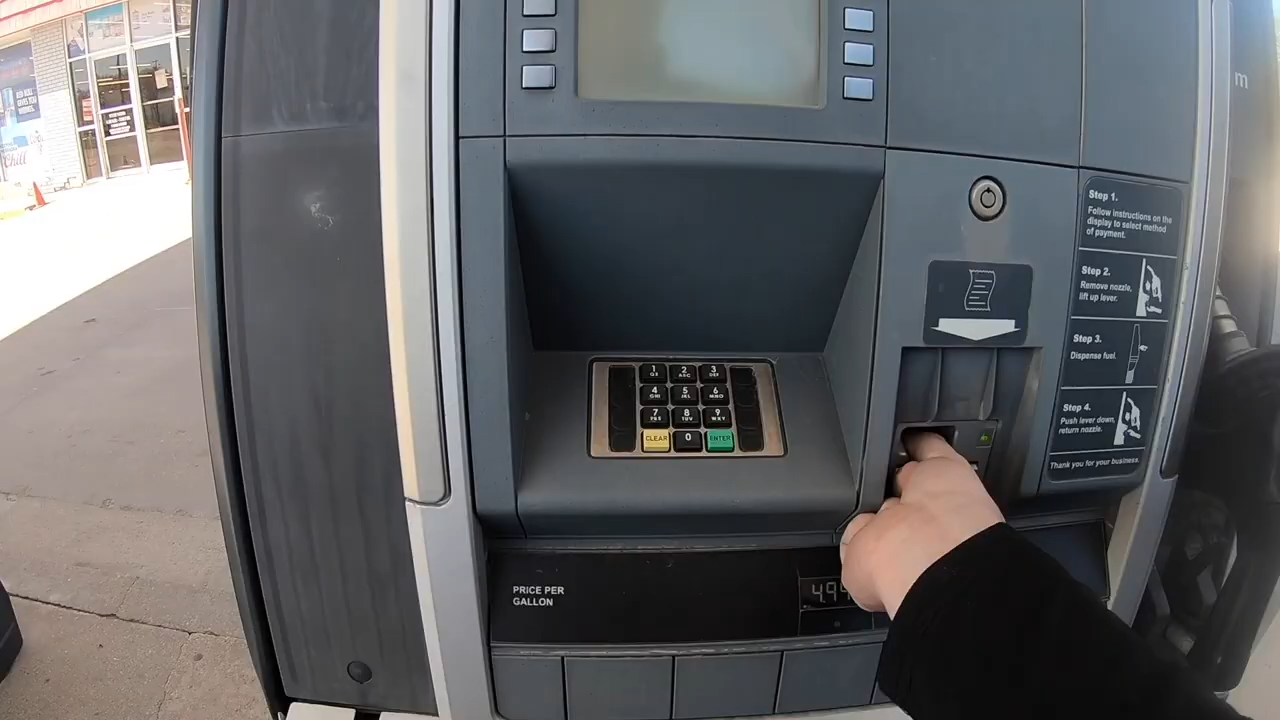 Chill
m
Step 1.
Follow instructions on the
display to select method
of payment.
Step 2.
Remove nozzle,
lift up lever.
Step 3.
Dispense fuel.
Step 4.
Push lever down,
return nozzle.
Thank you for your business.
1 2 ABC 3 DEF
4 GHI 5 JKL 6 MNO
7 8 TUV 9 WXY
CLEAR 0 ENTER
PRICE PER
GALLON
4.99